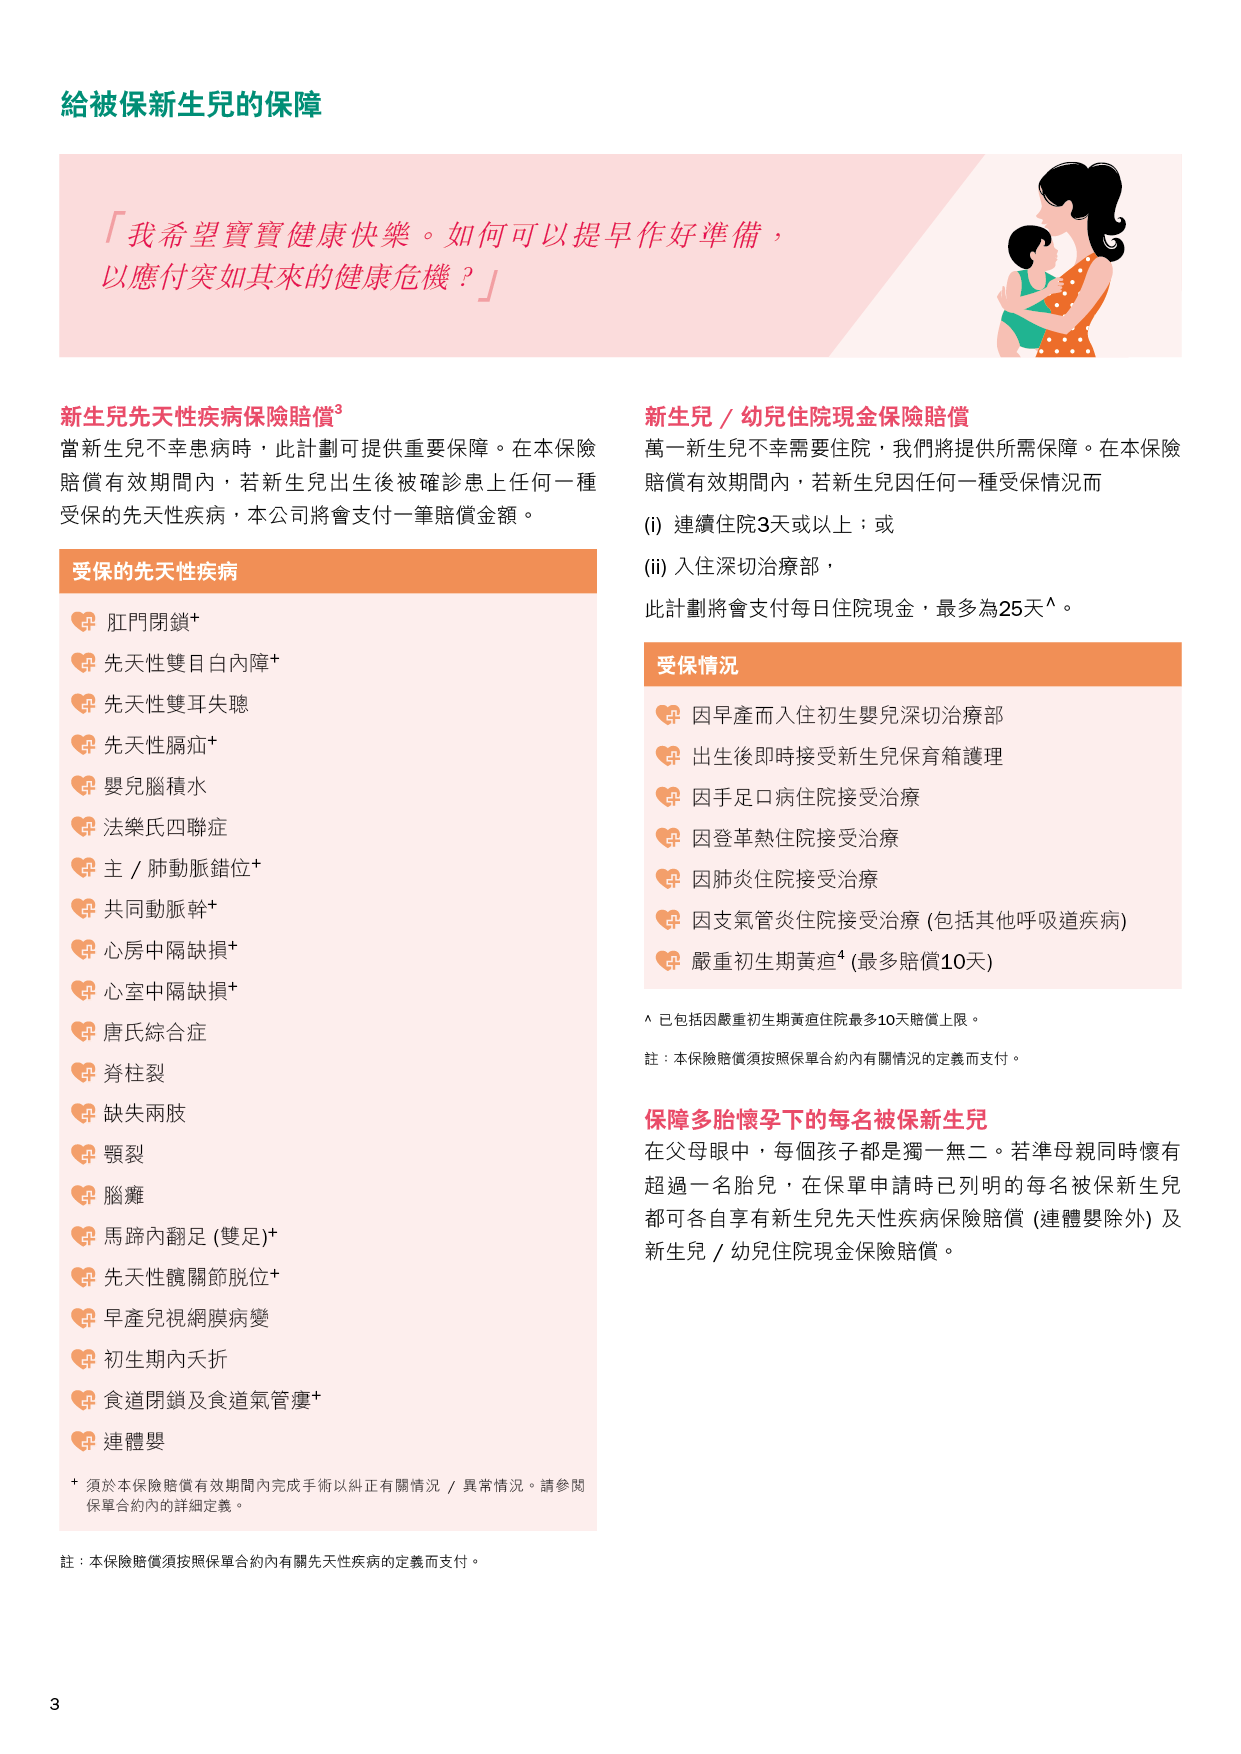 給被保新生兒的保障
「我希望寶寶健康快樂。如何可以提早作好準備，
以應付突如其來的健康危機？」
新生兒先天性疾病保險賠償3
當新生兒不幸患病時，此計劃可提供重要保障。在本保險
賠償有效期間內，若新生兒出生後被確診患上任何一種
受保的先天性疾病，本公司將會支付一筆賠償金額。
受保的先天性疾病
肛門閉鎖+
先天性雙目白內障+
先天性雙耳失聰
先天性膈疝+
嬰兒腦積水
法樂氏四聯症
主 / 肺動脈錯位+
共同動脈幹+
心房中隔缺損+
心室中隔缺損+
唐氏綜合症
脊柱裂
缺失兩肢
顎裂
腦癱
馬蹄內翻足 (雙足)+
先天性髖關節脱位+
早產兒視網膜病變
初生期內夭折
食道閉鎖及食道氣管瘻+
連體嬰
+ 須於本保險賠償有效期間內完成手術以糾正有關情況 / 異常情況。請參閱
保單合約內的詳細定義。
註：本保險賠償須按照保單合約內有關先天性疾病的定義而支付。
新生兒 / 幼兒住院現金保險賠償
萬一新生兒不幸需要住院，我們將提供所需保障。在本保險
賠償有效期間內，若新生兒因任何一種受保情況而
(i) 連續住院3天或以上；或
(ii) 入住深切治療部，
此計劃將會支付每日住院現金，最多為25天^。
受保情況
因早產而入住初生嬰兒深切治療部
出生後即時接受新生兒保育箱護理
因手足口病住院接受治療
因登革熱住院接受治療
因肺炎住院接受治療
因支氣管炎住院接受治療 (包括其他呼吸道疾病)
嚴重初生期黃疸4 (最多賠償10天)
^ 已包括因嚴重初生期黃疸住院最多10天賠償上限。
註：本保險賠償須按照保單合約內有關情況的定義而支付。
保障多胎懷孕下的每名被保新生兒
在父母眼中，每個孩子都是獨一無二。若準母親同時懷有
超過一名胎兒，在保單申請時已列明的每名被保新生兒
都可各自享有新生兒先天性疾病保險賠償 (連體嬰除外) 及
新生兒 / 幼兒住院現金保險賠償。
3